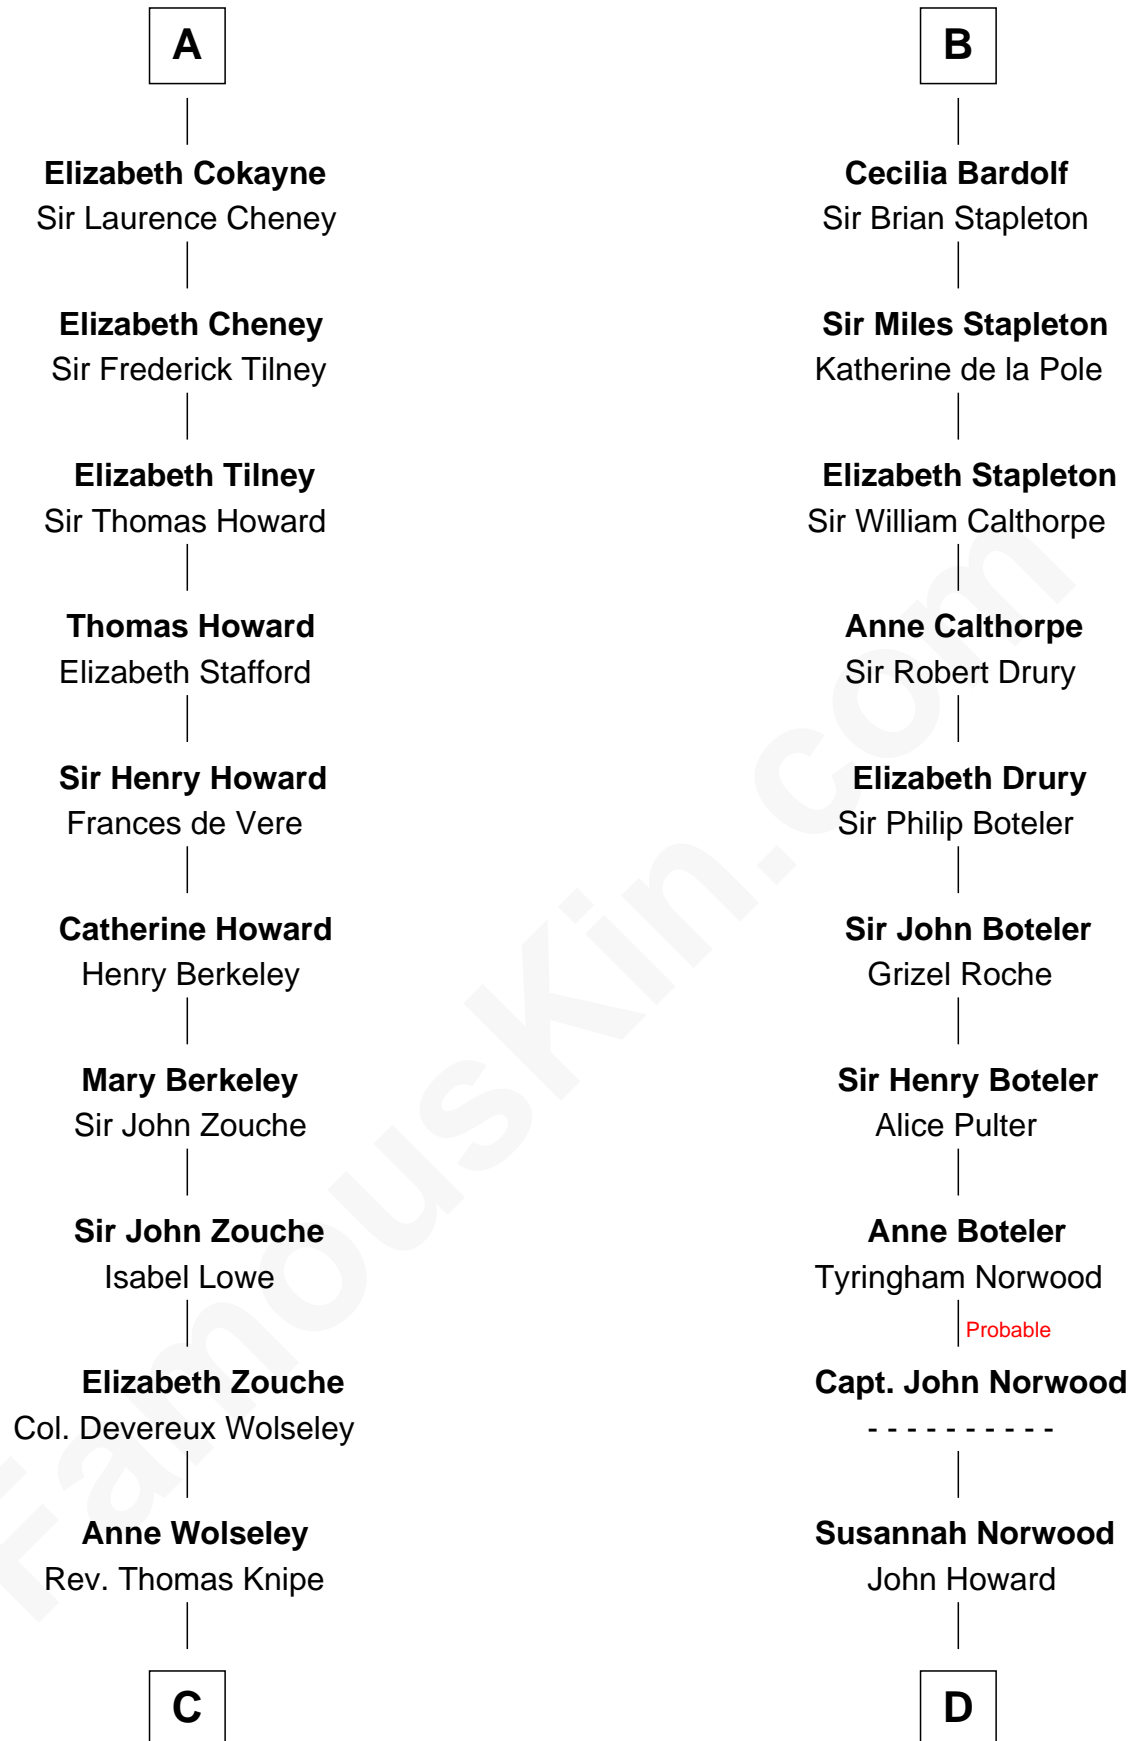 A
Elizabeth Cokayne
Sir Laurence Cheney
Elizabeth Cheney
Sir Frederick Tilney
Elizabeth Tilney
Sir Thomas Howard
Thomas Howard
Elizabeth Stafford
Sir Henry Howard
Frances de Vere
Catherine Howard
Henry Berkeley
Mary Berkeley
Sir John Zouche
Sir John Zouche
Isabel Lowe
Elizabeth Zouche
Col. Devereux Wolseley
Anne Wolseley
Rev. Thomas Knipe
C
B
Cecilia Bardolf
Sir Brian Stapleton
Sir Miles Stapleton
Katherine de la Pole
Elizabeth Stapleton
Sir William Calthorpe
Anne Calthorpe
Sir Robert Drury
Elizabeth Drury
Sir Philip Boteler
Sir John Boteler
Grizel Roche
Sir Henry Boteler
Alice Pulter
Anne Boteler
Tyringham Norwood
Probable
Capt. John Norwood
- - - - - - - - - -
Susannah Norwood
John Howard
D
FamousKin.com